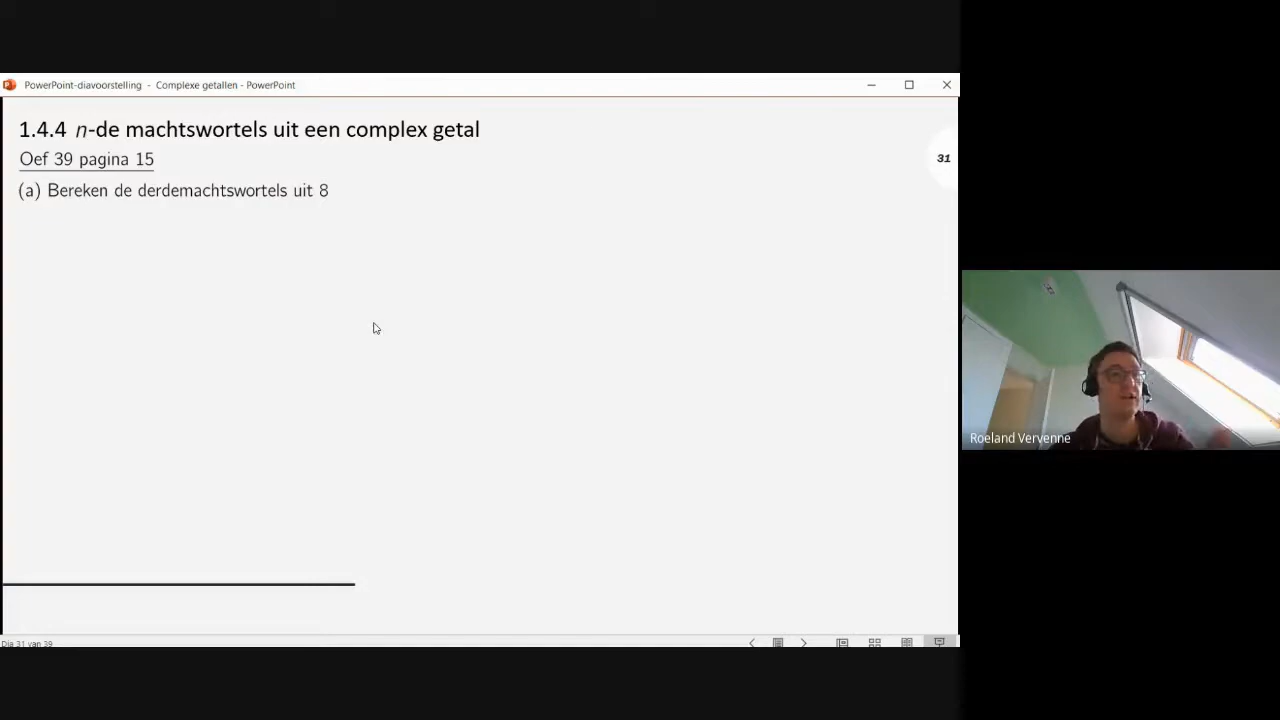 PowerPoint-diavoorstelling - Complexe getallen - PowerPoint
1.4.4 n-de machtswortels uit een complex getal
Oef 39 pagina 15
31
(a) Bereken de derdemachtswortels uit 8
Roeland Vervenne
Dia 31 van 39